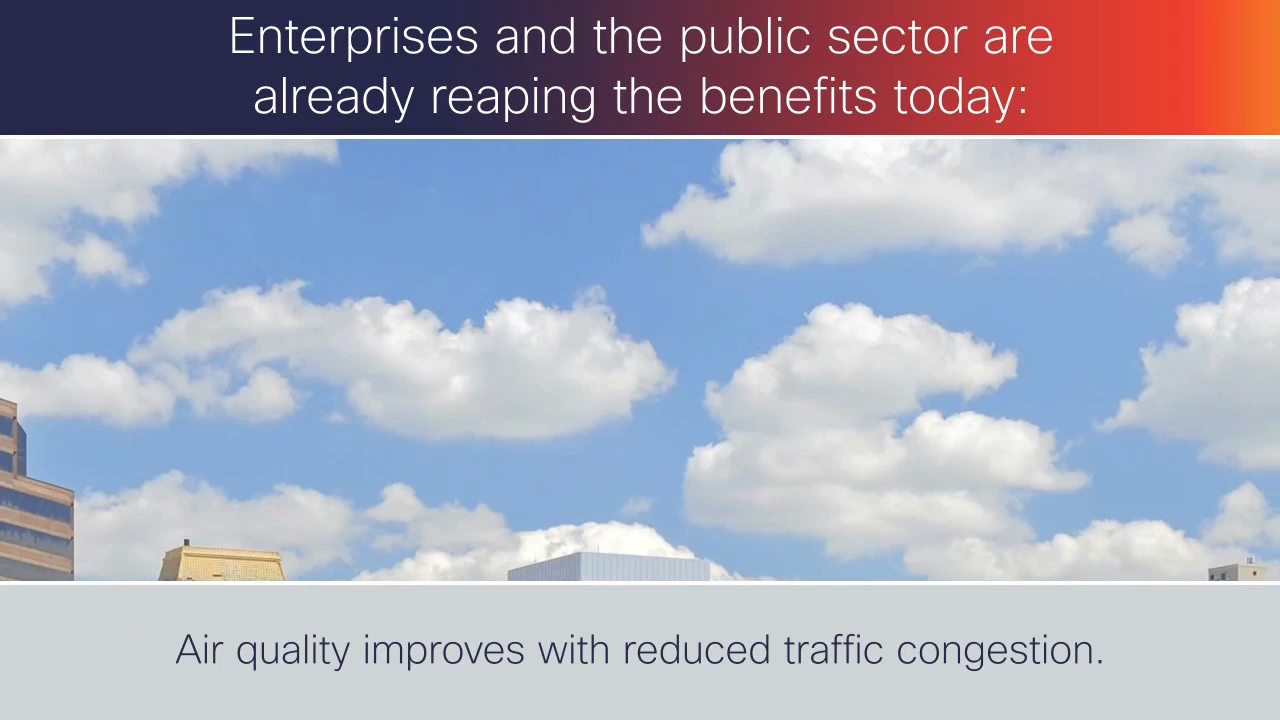 Enterprises and the public sector are
already reaping the benefits today:
Air quality improves with reduced traffic congestion.